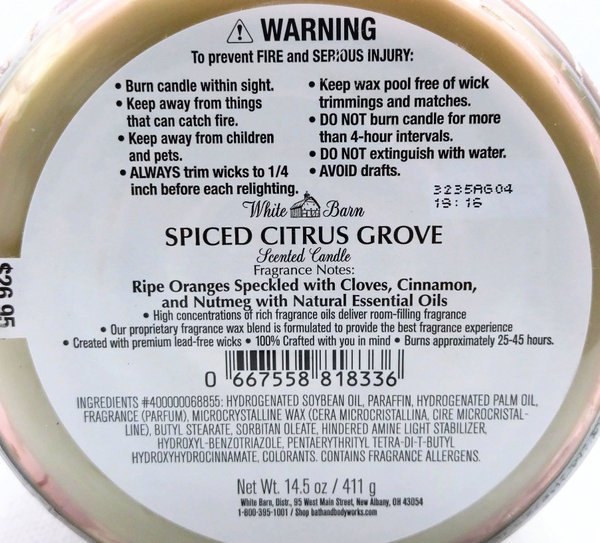 ⚠ WARNING
To prevent FIRE and SERIOUS INJURY:
• Burn candle within sight.
• Keep away from things
that can catch fire.
• Keep away from children
and pets.
• ALWAYS trim wicks to 1/4
inch before each relighting.
• Keep wax pool free of wick
trimmings and matches.
• DO NOT burn candle for more
than 4-hour intervals.
• DO NOT extinguish with water.
• AVOID drafts.
3235AG04
18:16
White Barn
SPICED CITRUS GROVE
Scented Candle
Fragrance Notes:
Ripe Oranges Speckled with Cloves, Cinnamon,
and Nutmeg with Natural Essential Oils
• High concentrations of rich fragrance oils deliver room-filling fragrance
• Our proprietary fragrance wax blend is formulated to provide the best fragrance experience
• Created with premium lead-free wicks • 100% Crafted with you in mind • Burns approximately 25-45 hours.
$26.95
0 667558 818336
INGREDIENTS #400000068855: HYDROGENATED SOYBEAN OIL, PARAFFIN, HYDROGENATED PALM OIL,
FRAGRANCE (PARFUM), MICROCRYSTALLINE WAX (CERA MICROCRISTALLINA, CIRE MICROCRISTAL-
LINE), BUTYL STEARATE, SORBITAN OLEATE, HINDERED AMINE LIGHT STABILIZER,
HYDROXYL-BENZOTRIAZOLE, PENTAERYTHRITYL TETRA-DI-T-BUTYL
HYDROXYHYDROCINNAMATE, COLORANTS. CONTAINS FRAGRANCE ALLERGENS.
Net Wt. 14.5 oz / 411 g
White Barn, Distr., 95 West Main Street, New Albany, OH 43054
1-800-395-1001 / Shop bathandbodyworks.com